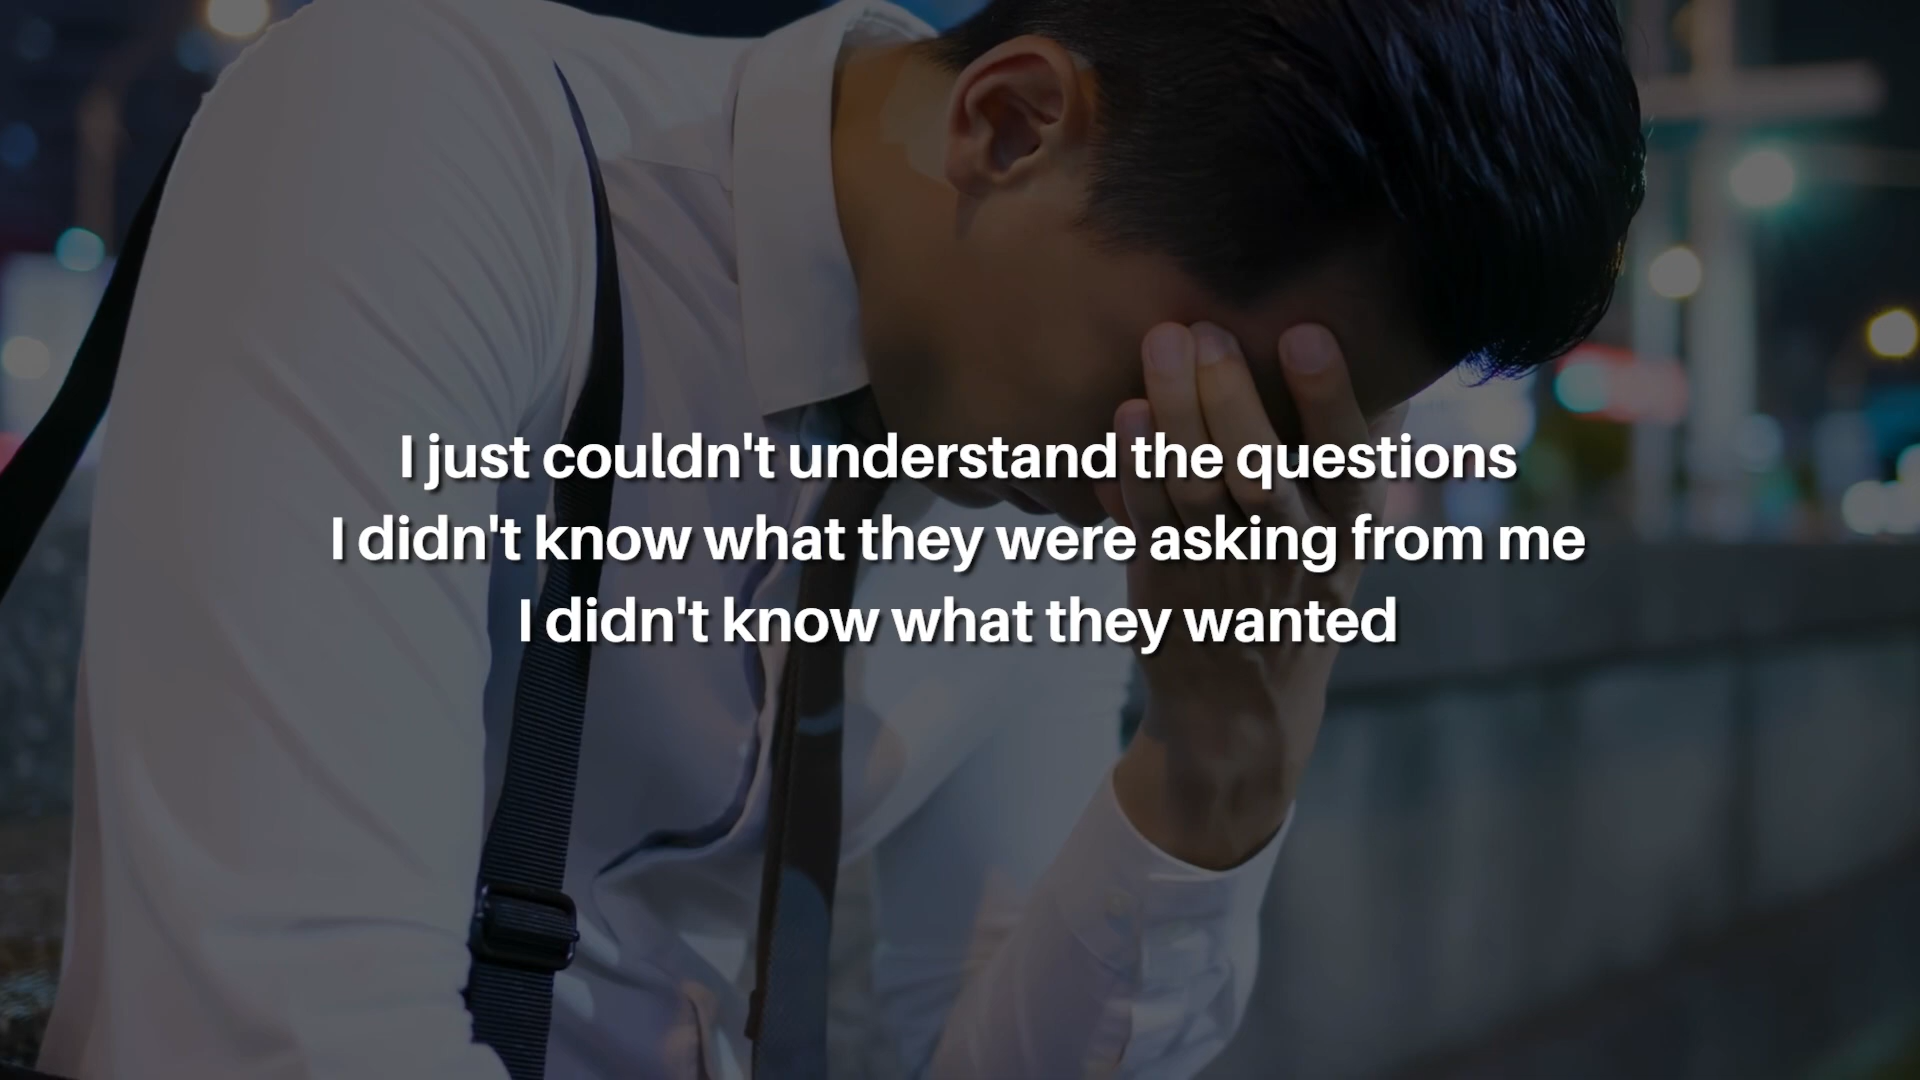 I just couldn't understand the questions
I didn't know what they were asking from me
I didn't know what they wanted